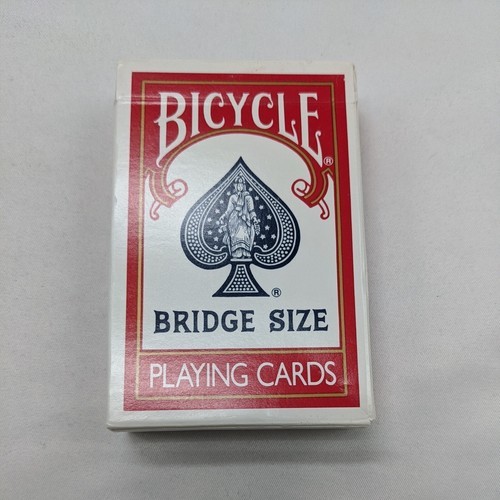 BICYCLE®
®
BRIDGE SIZE
PLAYING CARDS